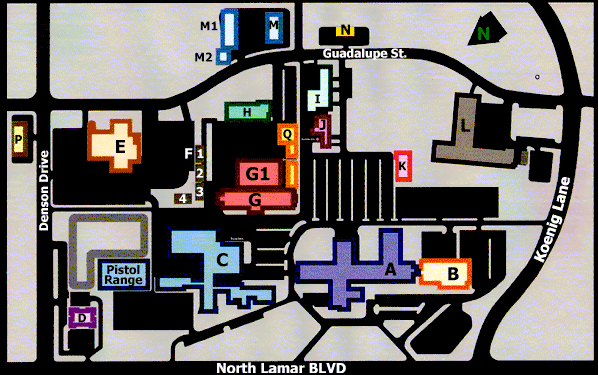 M1
M
N
N
M2
Guadalupe St.
I
H
P
E
Q
J
L
F
1
K
2
G1
3
4
G
Denson Drive
Koenig Lane
C
A
B
Pistol
Range
D
North Lamar BLVD